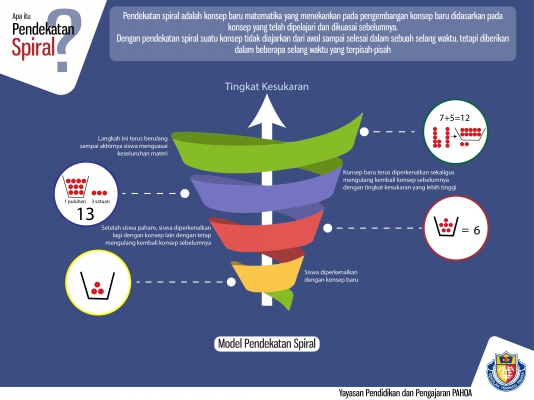 Apa itu
Pendekatan
Spiral
?
Pendekatan spiral adalah konsep baru matematika yang menekankan pada pengembangan konsep baru didasarkan pada
konsep yang telah dipelajari dan dikuasai sebelumnya.
Dengan pendekatan spiral suatu konsep tidak diajarkan dari awal sampai selesai dalam sebuah selang waktu, tetapi diberikan
dalam beberapa selang waktu yang terpisah-pisah
Tingkat Kesukaran
7+5=12
Langkah ini terus berulang
sampai akhirnya siswa menguasai
keseluruhan materi
Konsep baru terus diperkenalkan sekaligus
mengulang kembali konsep sebelumnya
dengan tingkat kesukaran yang lebih tinggi
1 puluhan 3 satuan
13
Setelah siswa paham, siswa diperkenalkan
lagi dengan konsep lain dengan tetap
mengulang kembali konsep sebelumnya
= 6
Siswa diperkenalkan
dengan konsep baru
Model Pendekatan Spiral
Yayasan Pendidikan dan Pengajaran PAHOA